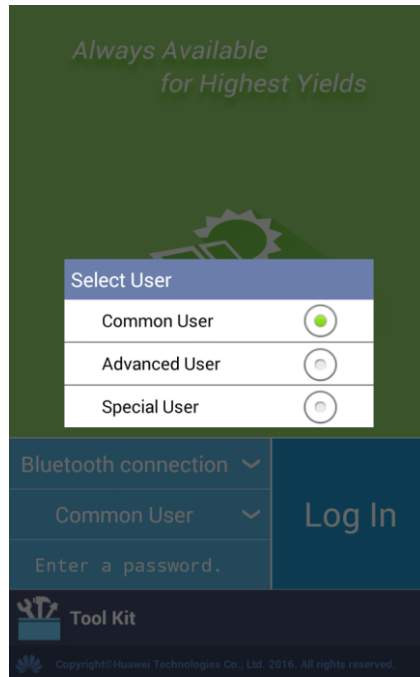 Always Available
for Highest Yields
Select User
Common User
Advanced User
Special User
Bluetooth connection
Common User
Log In
Enter a password.
Tool Kit
Copyright©Huawei Technologies Co., Ltd. 2016. All rights reserved.